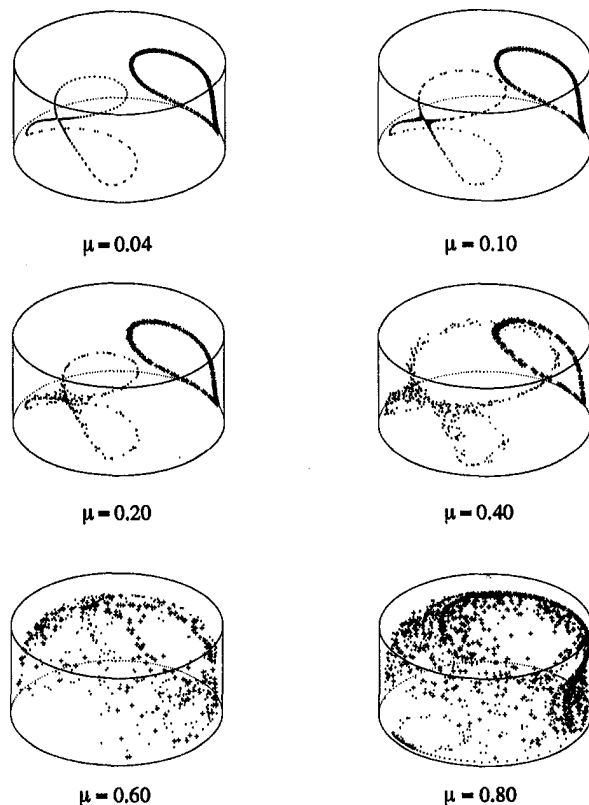 μ = 0.04
μ = 0.10
μ = 0.20
μ = 0.40
μ = 0.60
μ = 0.80